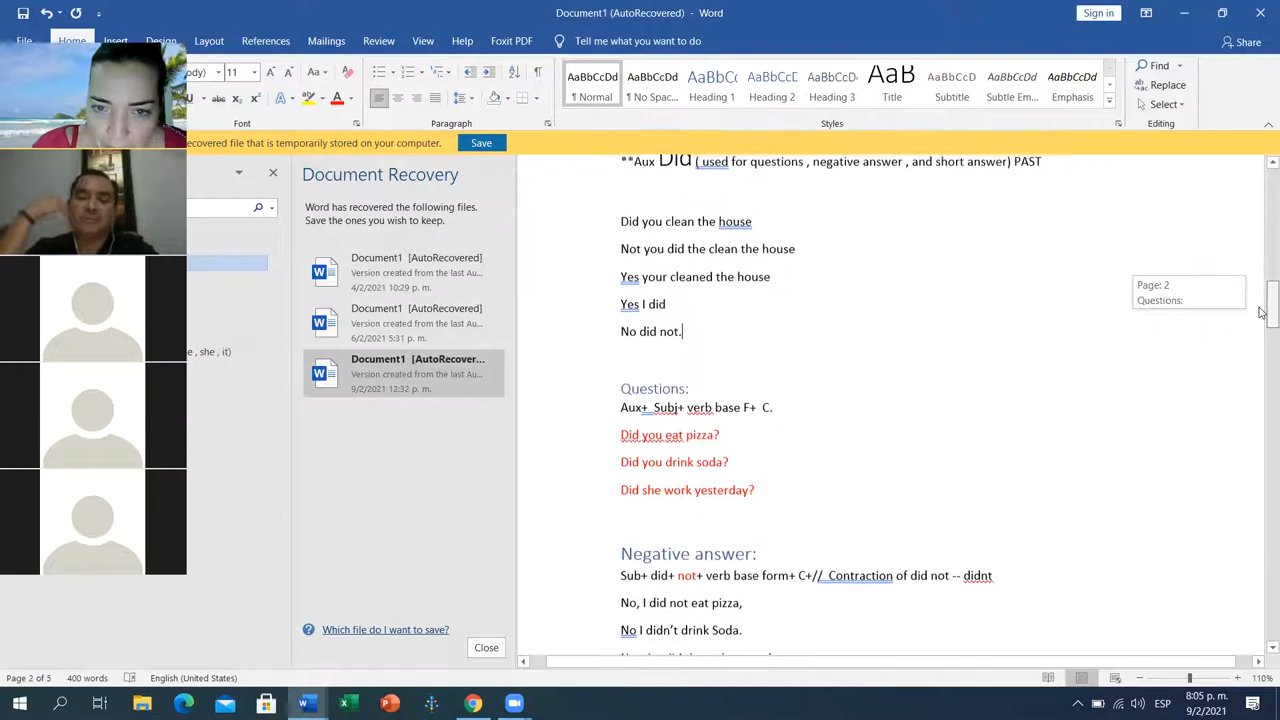 Document1 (AutoRecovered) - Word
Sign in
Home Insert Design Layout References Mailings Review View Help Foxit PDF Tell me what you want to do
Share
11
AaBbCcDd AaBbCcDd AaBbC( AaBbCcC AaBbCcD AaB AaBbCcD AaBbCcDd AaBbCcDd
¶ Normal ¶ No Spac... Heading 1 Heading 2 Heading 3 Title Subtitle Subtle Em... Emphasis
Find
Replace
Select
Font Paragraph Styles Editing
ecovered file that is temporarily stored on your computer.
Save
, she , it)
Document Recovery
Word has recovered the following files.
Save the ones you wish to keep.
Document1 [AutoRecovered]
Version created from the last Au...
4/2/2021 10:29 p. m.
Document1 [AutoRecovered]
Version created from the last Au...
6/2/2021 5:31 p. m.
Document1 [AutoRecover...
Version created from the last Au...
9/2/2021 12:32 p. m.
Which file do I want to save?
Close
**Aux Did ( used for questions , negative answer , and short answer) PAST
Did you clean the house
Not you did the clean the house
Yes your cleaned the house
Yes I did
No did not.
Questions:
Aux+ Subj+ verb base F+ C.
Did you eat pizza?
Did you drink soda?
Did she work yesterday?
Negative answer:
Sub+ did+ not+ verb base form+ C+// Contraction of did not -- didnt
No, I did not eat pizza,
No I didn't drink Soda.
Page: 2
Questions:
Page 2 of 5 400 words English (United States)
110%
ESP
8:05 p. m.
9/2/2021